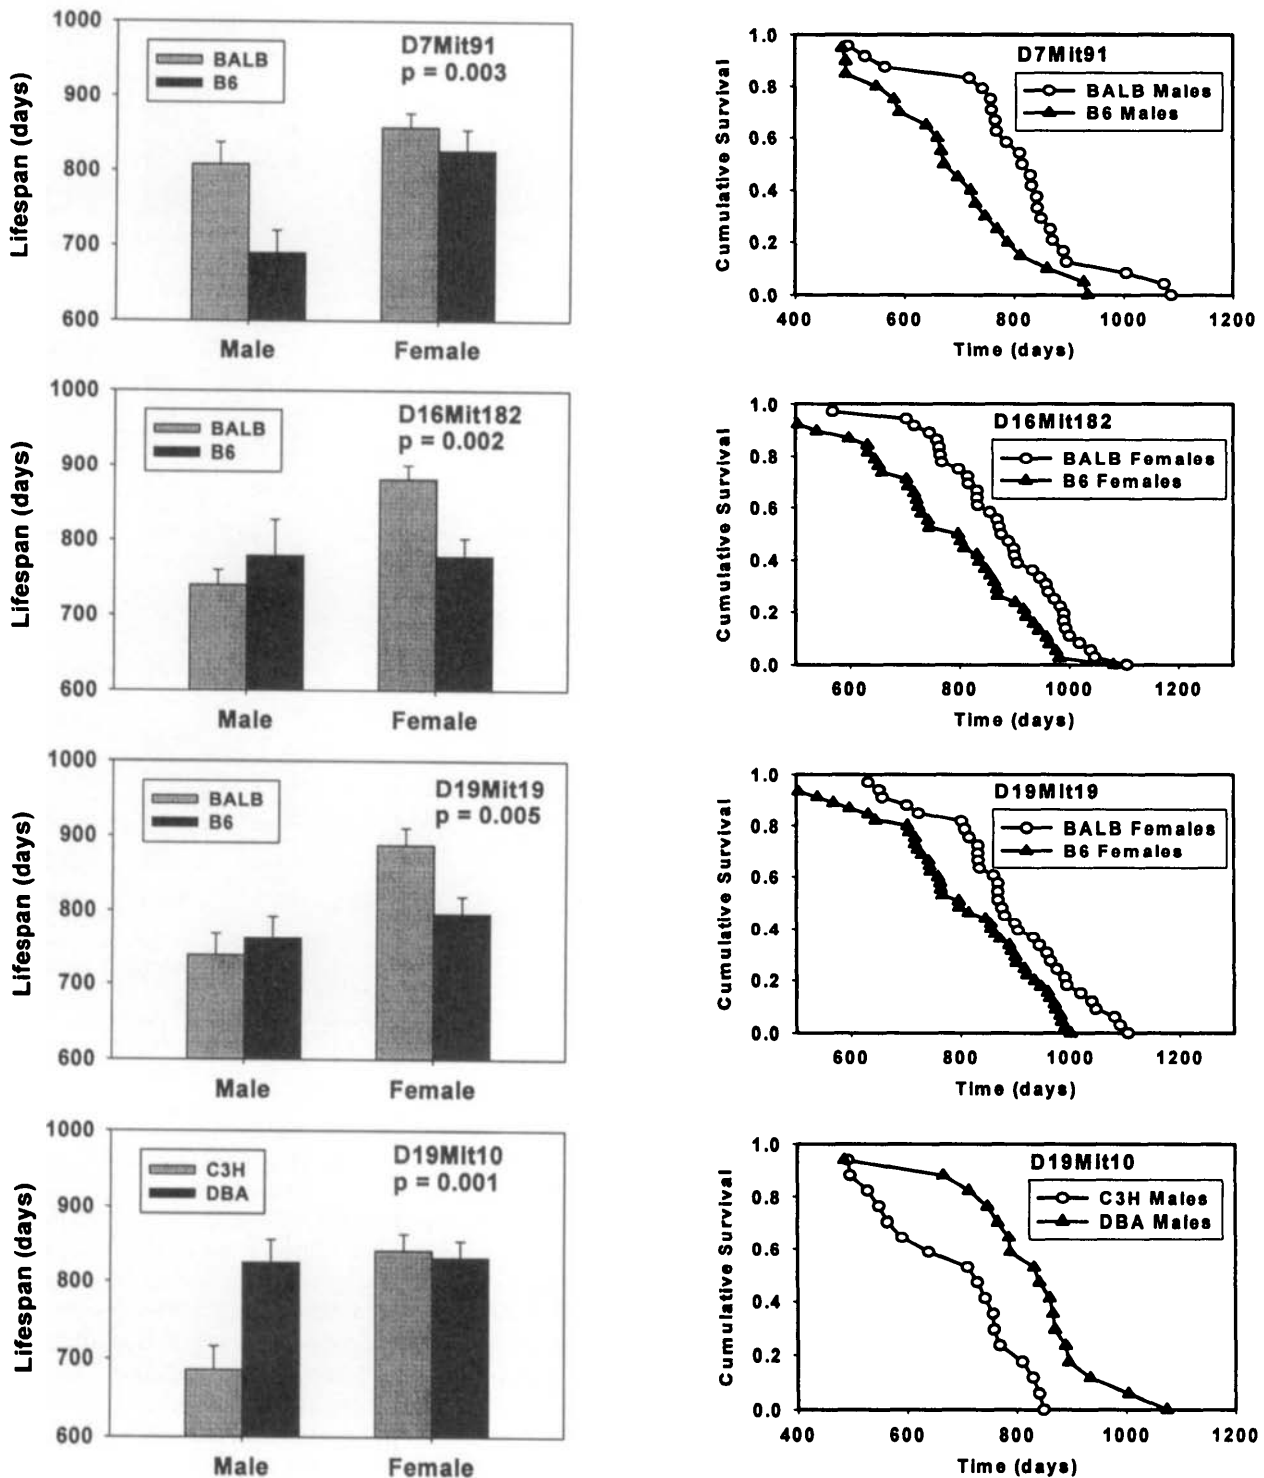 1000
900
800
700
600
Lifespan (days)
BALB
B6
D7Mit91
p = 0.003
Male
Female
1.0
0.8
0.6
0.4
0.2
0.0
Cumulative Survival
D7Mit91
BALB Males
B6 Males
400
600
800
1000
1200
Time (days)
1000
900
800
700
600
Lifespan (days)
BALB
B6
D16Mit182
p = 0.002
Male
Female
1.0
0.8
0.6
0.4
0.2
0.0
Cumulative Survival
D16Mit182
BALB Females
B6 Females
600
800
1000
1200
Time (days)
1000
900
800
700
600
Lifespan (days)
BALB
B6
D19Mit19
p = 0.005
Male
Female
1.0
0.8
0.6
0.4
0.2
0.0
Cumulative Survival
D19Mit19
BALB Females
B6 Females
600
800
1000
1200
Time (days)
1000
900
800
700
600
Lifespan (days)
C3H
DBA
D19Mit10
p = 0.001
Male
Female
1.0
0.8
0.6
0.4
0.2
0.0
Cumulative Survival
D19Mit10
C3H Males
DBA Males
400
600
800
1000
1200
Time (days)